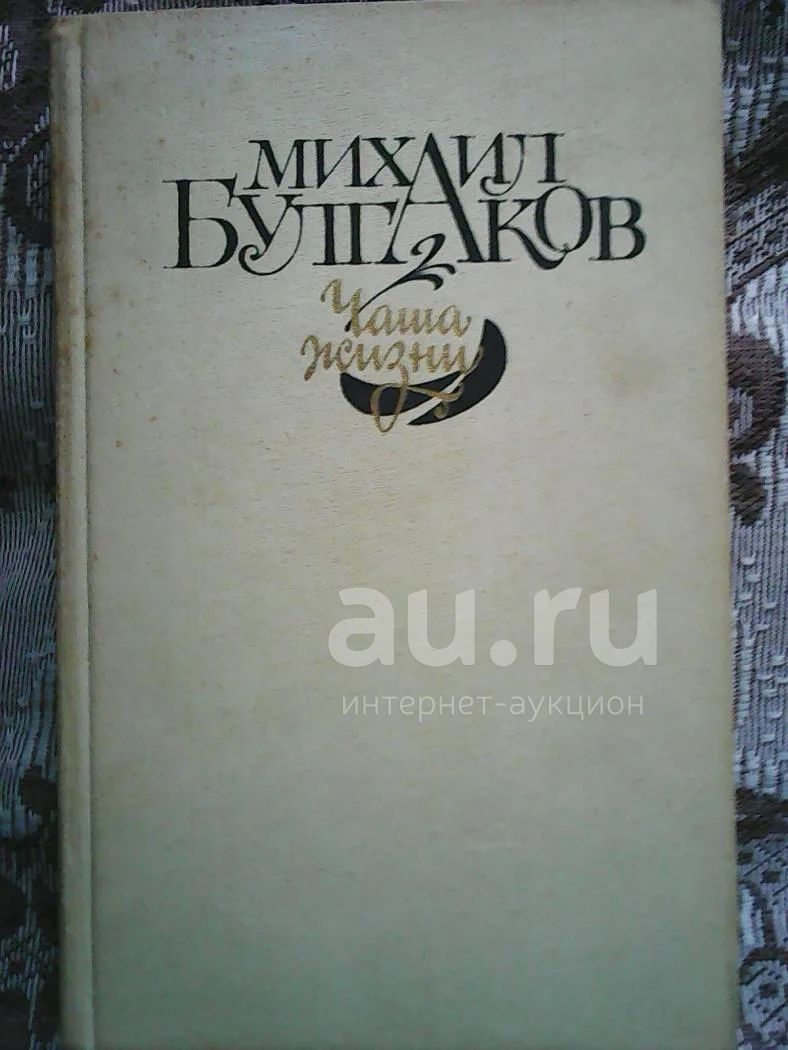 МИХАИЛ
БУЛГАКОВ
Чаша
жизни
au.ru
интернет-аукцион